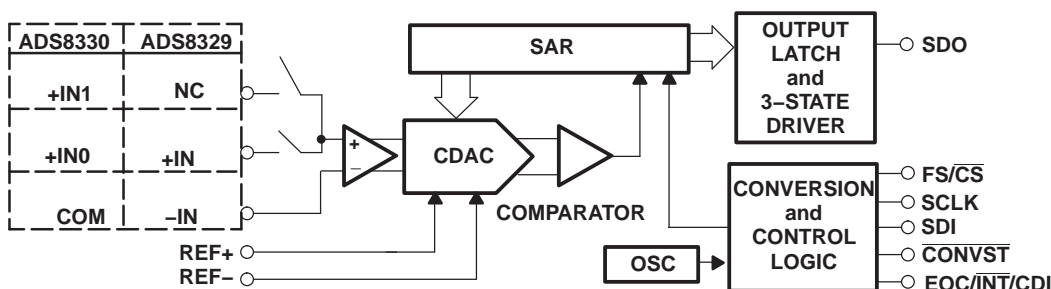 ADS8330 ADS8329
+IN1 NC
+IN0 +IN
COM −IN
REF+
REF−
+
−
SAR
CDAC
COMPARATOR
OUTPUT
LATCH
and
3−STATE
DRIVER
SDO
OSC
CONVERSION
and
CONTROL
LOGIC
FS/CS
SCLK
SDI
CONVST
EOC/INT/CDI